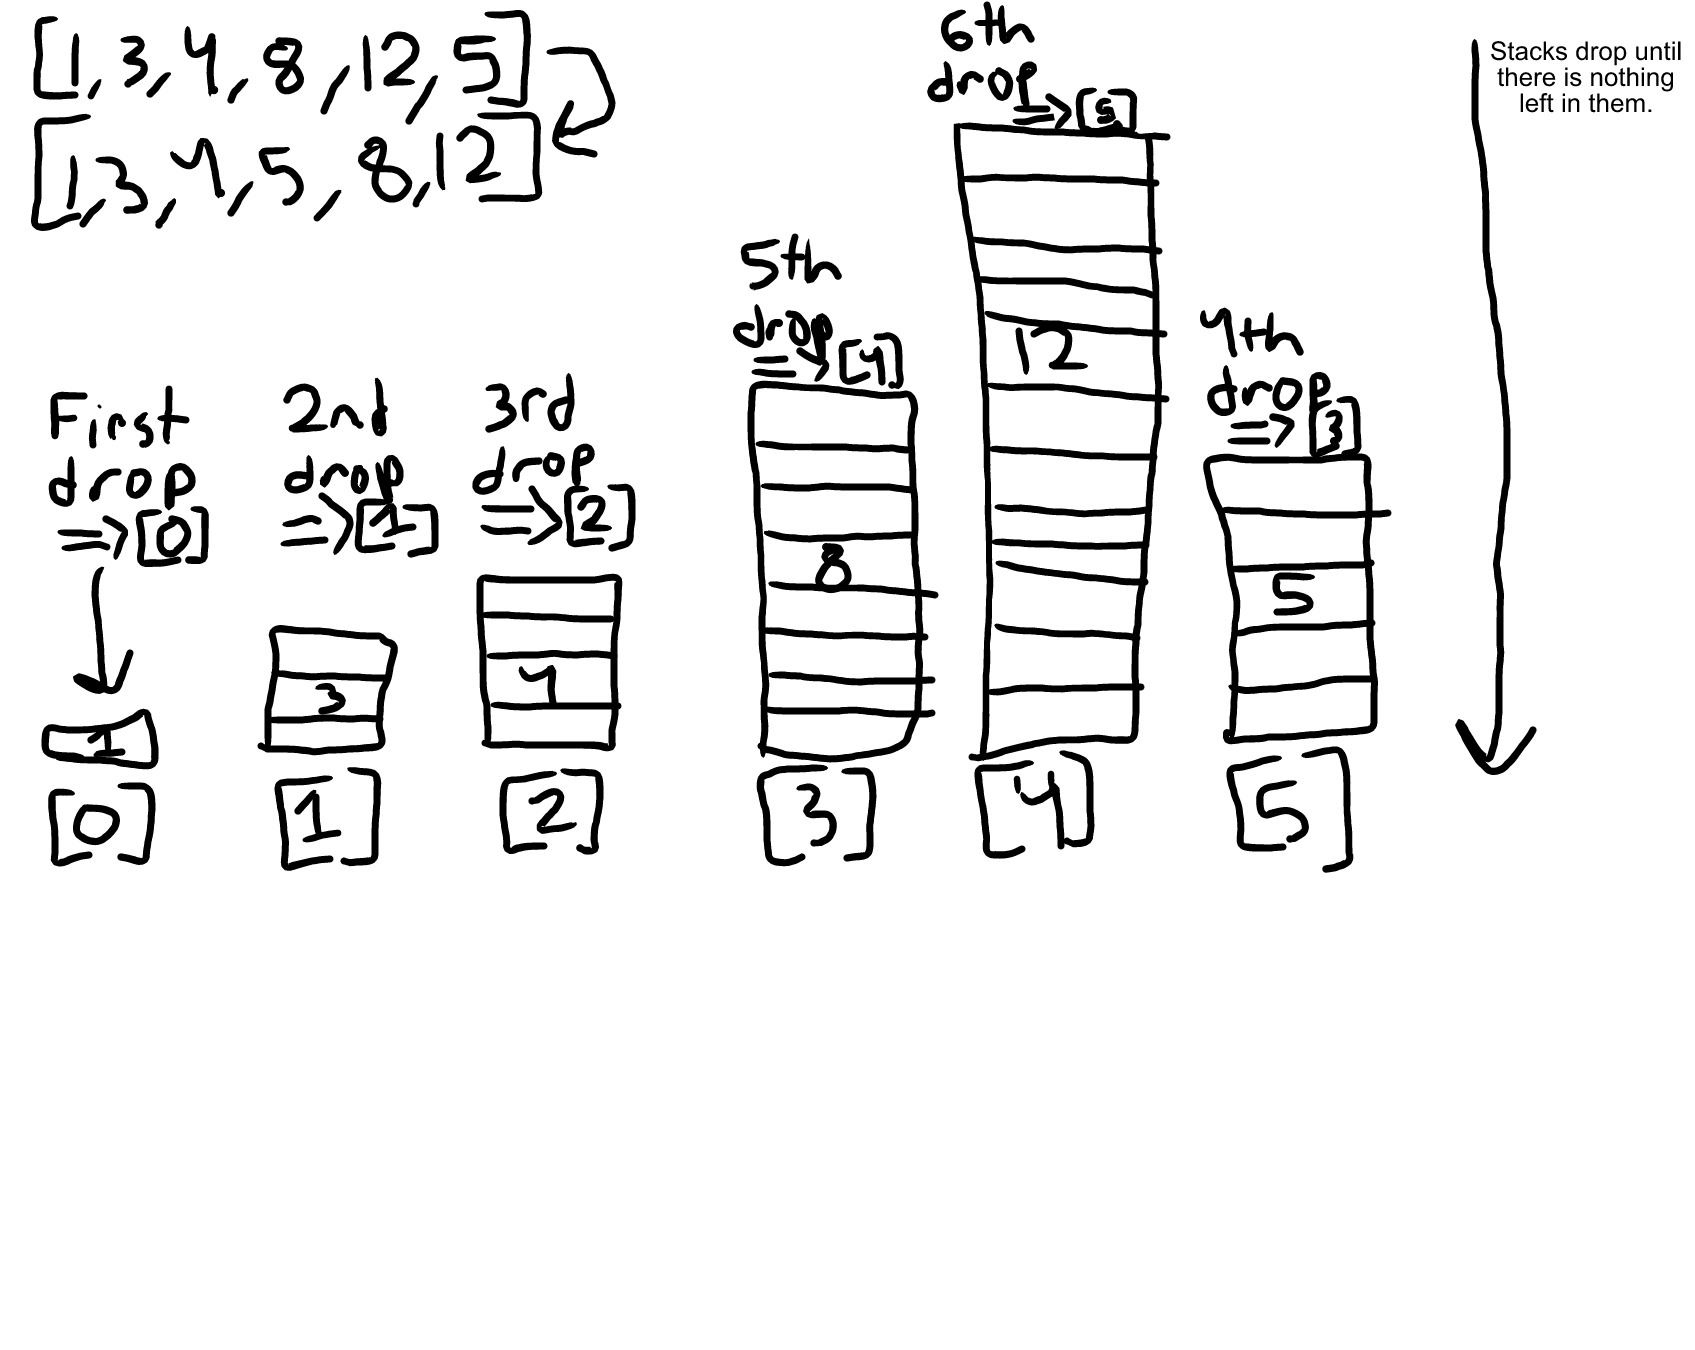 [1, 3, 4, 8, 12, 5]
[1, 3, 4, 5, 8, 12]
6th
drop
=> [5]
Stacks drop until
there is nothing
left in them.
5th
drop
=> [4]
4th
drop
=> [3]
First
drop
=> [0]
2nd
drop
=> [1]
3rd
drop
=> [2]
1
3
4
8
12
5
[0]
[1]
[2]
[3]
[4]
[5]